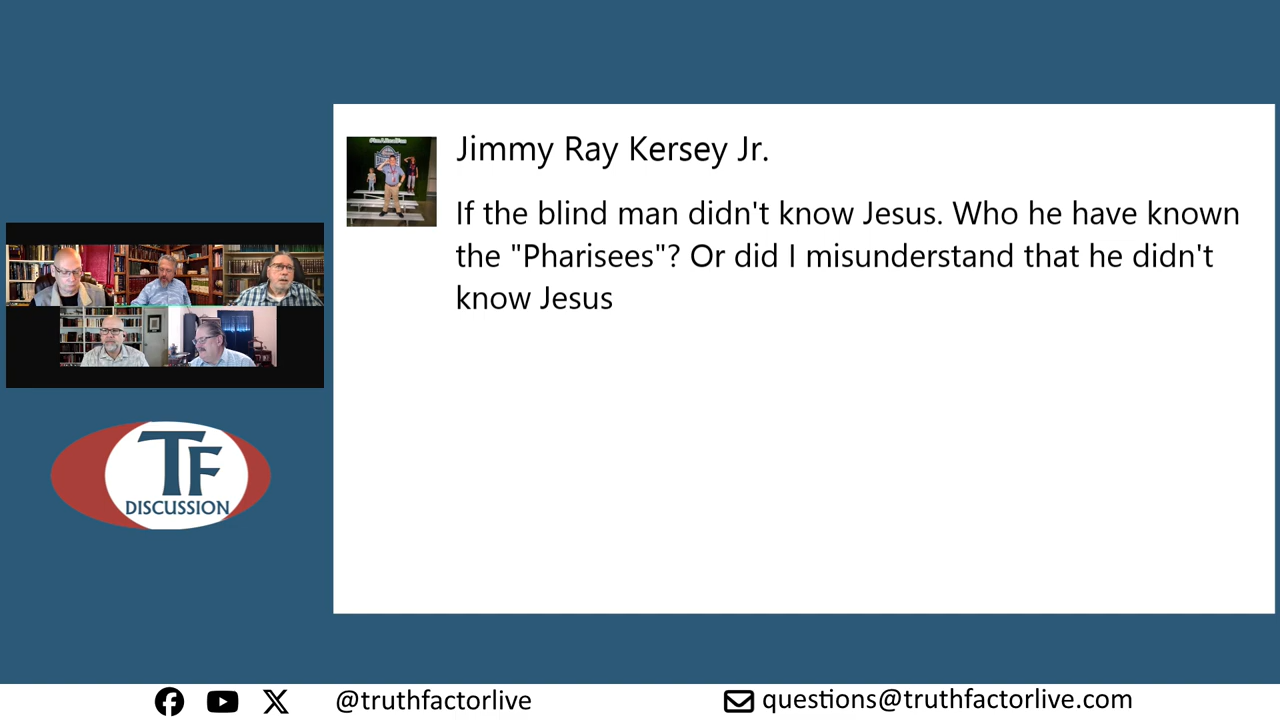 Jimmy Ray Kersey Jr.
If the blind man didn't know Jesus. Who he have known
the "Pharisees"? Or did I misunderstand that he didn't
know Jesus
TF
DISCUSSION
@truthfactorlive
questions@truthfactorlive.com